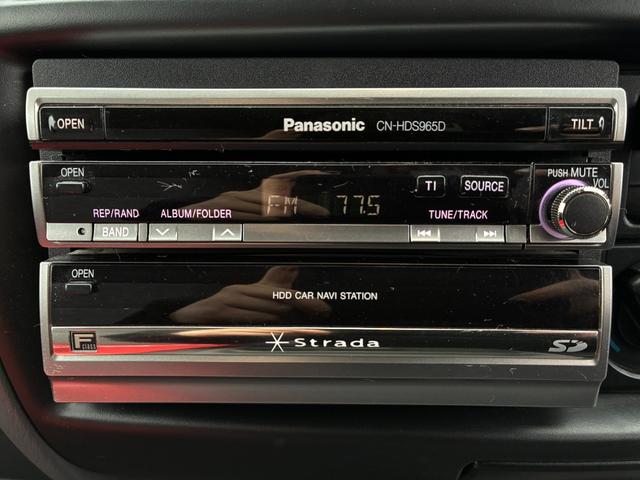 OPEN Panasonic CN-HDS965D TILT
OPEN TI SOURCE PUSH MUTE VOL
FM 77.5
REP/RAND ALBUM/FOLDER TUNE/TRACK
BAND
OPEN
HDD CAR NAVI STATION
F class Strada SD